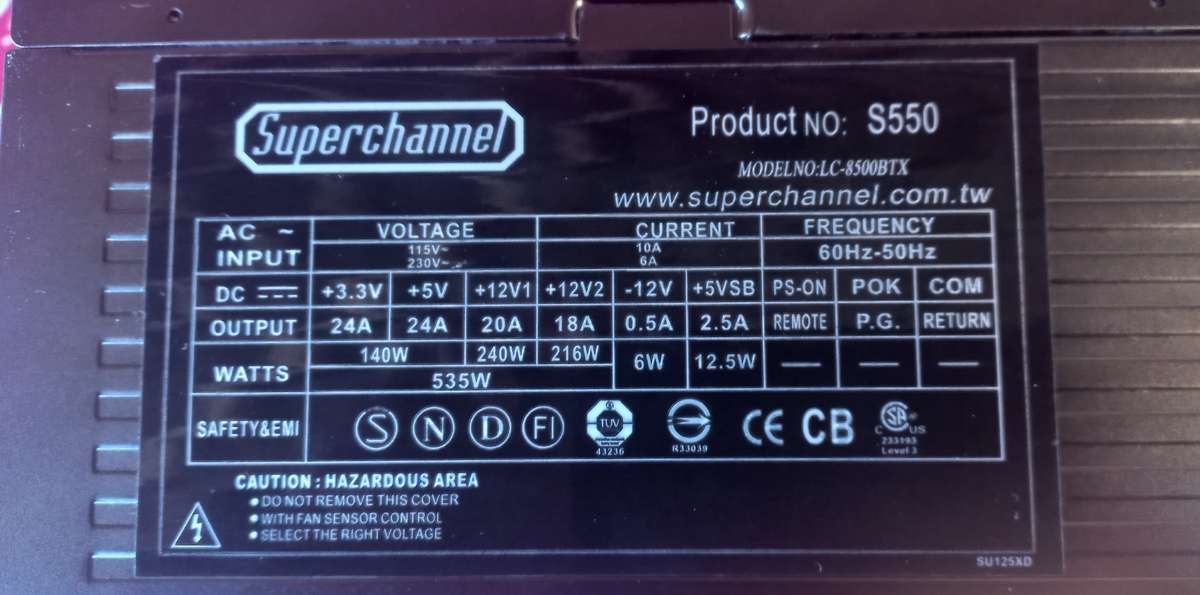 Superchannel
Product NO: S550
MODELNO:LC-8500BTX
www.superchannel.com.tw
AC ~ INPUT VOLTAGE CURRENT FREQUENCY
115V~ 10A 60Hz-50Hz
230V~ 6A
DC +3.3V +5V +12V1 +12V2 -12V +5VSB PS-ON POK COM
OUTPUT 24A 24A 20A 18A 0.5A 2.5A REMOTE P.G. RETURN
WATTS 140W 240W 216W 6W 12.5W — — —
535W
SAFETY&EMI S N D FI TUV 43236 R33039 CE CB C SA US 233193 Level 3
CAUTION : HAZARDOUS AREA
• DO NOT REMOVE THIS COVER
• WITH FAN SENSOR CONTROL
• SELECT THE RIGHT VOLTAGE
SU125XD